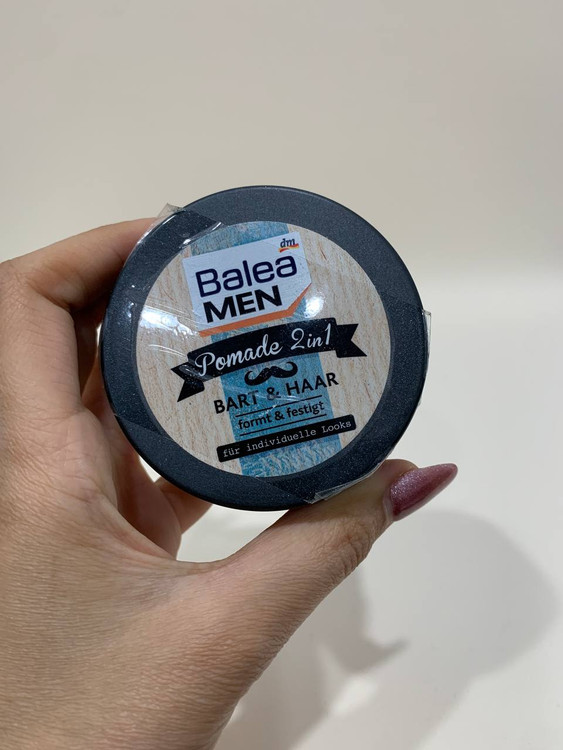 dm
Balea
MEN
Pomade 2in1
BART & HAAR
formt & festigt
für individuelle Looks